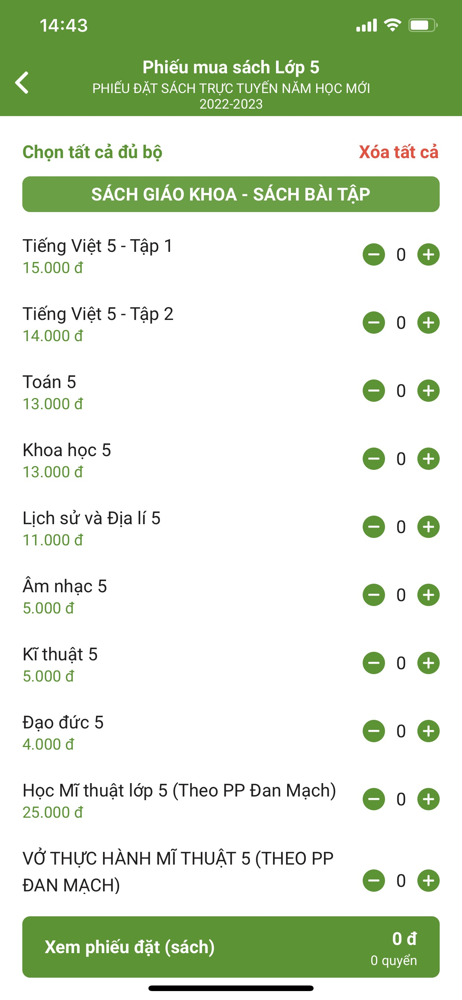 14:43
Phiếu mua sách Lớp 5
PHIẾU ĐẶT SÁCH TRỰC TUYẾN NĂM HỌC MỚI
2022-2023
Chọn tất cả đủ bộ
Xóa tất cả
SÁCH GIÁO KHOA - SÁCH BÀI TẬP
Tiếng Việt 5 - Tập 1
15.000 đ
0
Tiếng Việt 5 - Tập 2
14.000 đ
0
Toán 5
13.000 đ
0
Khoa học 5
13.000 đ
0
Lịch sử và Địa lí 5
11.000 đ
0
Âm nhạc 5
5.000 đ
0
Kĩ thuật 5
5.000 đ
0
Đạo đức 5
4.000 đ
0
Học Mĩ thuật lớp 5 (Theo PP Đan Mạch)
25.000 đ
0
VỞ THỰC HÀNH MĨ THUẬT 5 (THEO PP
ĐAN MẠCH)
0
Xem phiếu đặt (sách)
0 đ
0 quyển